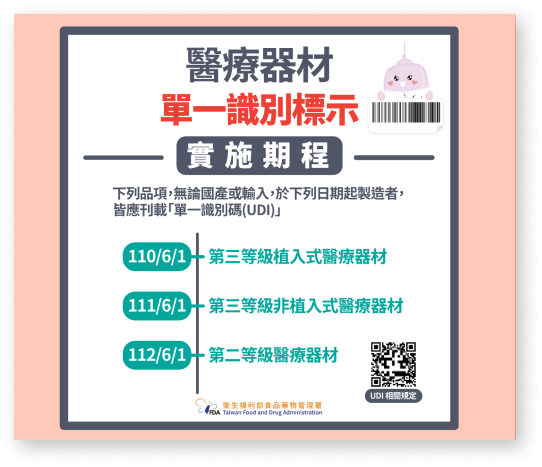 醫療器材
單一識別標示
實施期程
下列品項,無論國產或輸入,於下列日期起製造者,
皆應刊載「單一識別碼(UDI)」
110/6/1 第三等級植入式醫療器材
111/6/1 第三等級非植入式醫療器材
112/6/1 第二等級醫療器材
UDI 相關規定
FDA 衛生福利部食品藥物管理署
Taiwan Food and Drug Administration